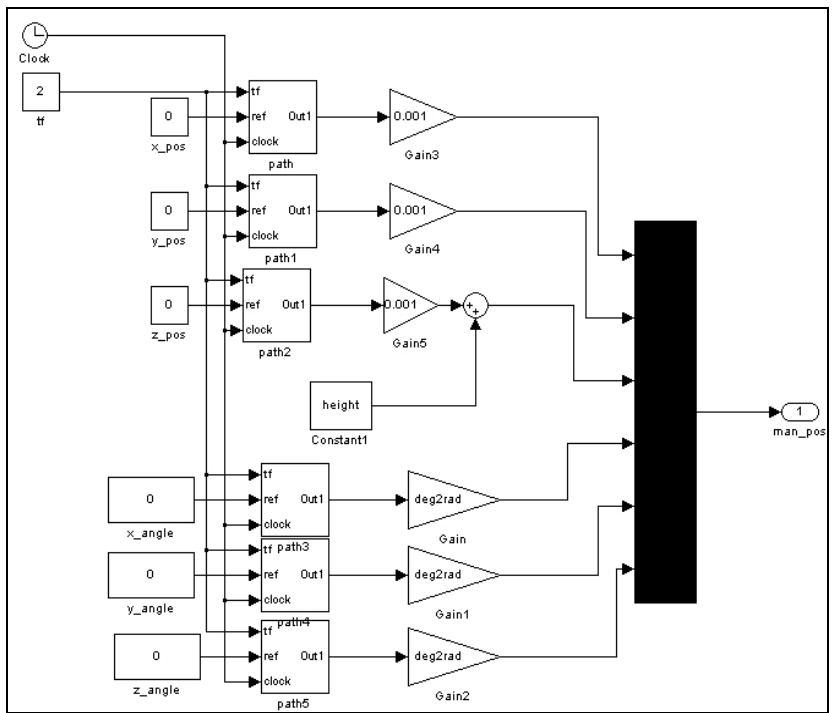 Clock
2
tf
0
x_pos
tf
ref
clock
Out1
path
0.001
Gain3
0
y_pos
tf
ref
clock
Out1
path1
0.001
Gain4
0
z_pos
tf
ref
clock
Out1
path2
0.001
Gain5
height
Constant1
1
man_pos
0
x_angle
tf
ref
clock
Out1
path3
deg2rad
Gain
0
y_angle
tf
ref
clock
Out1
path4
deg2rad
Gain1
0
z_angle
tf
ref
clock
Out1
path5
deg2rad
Gain2